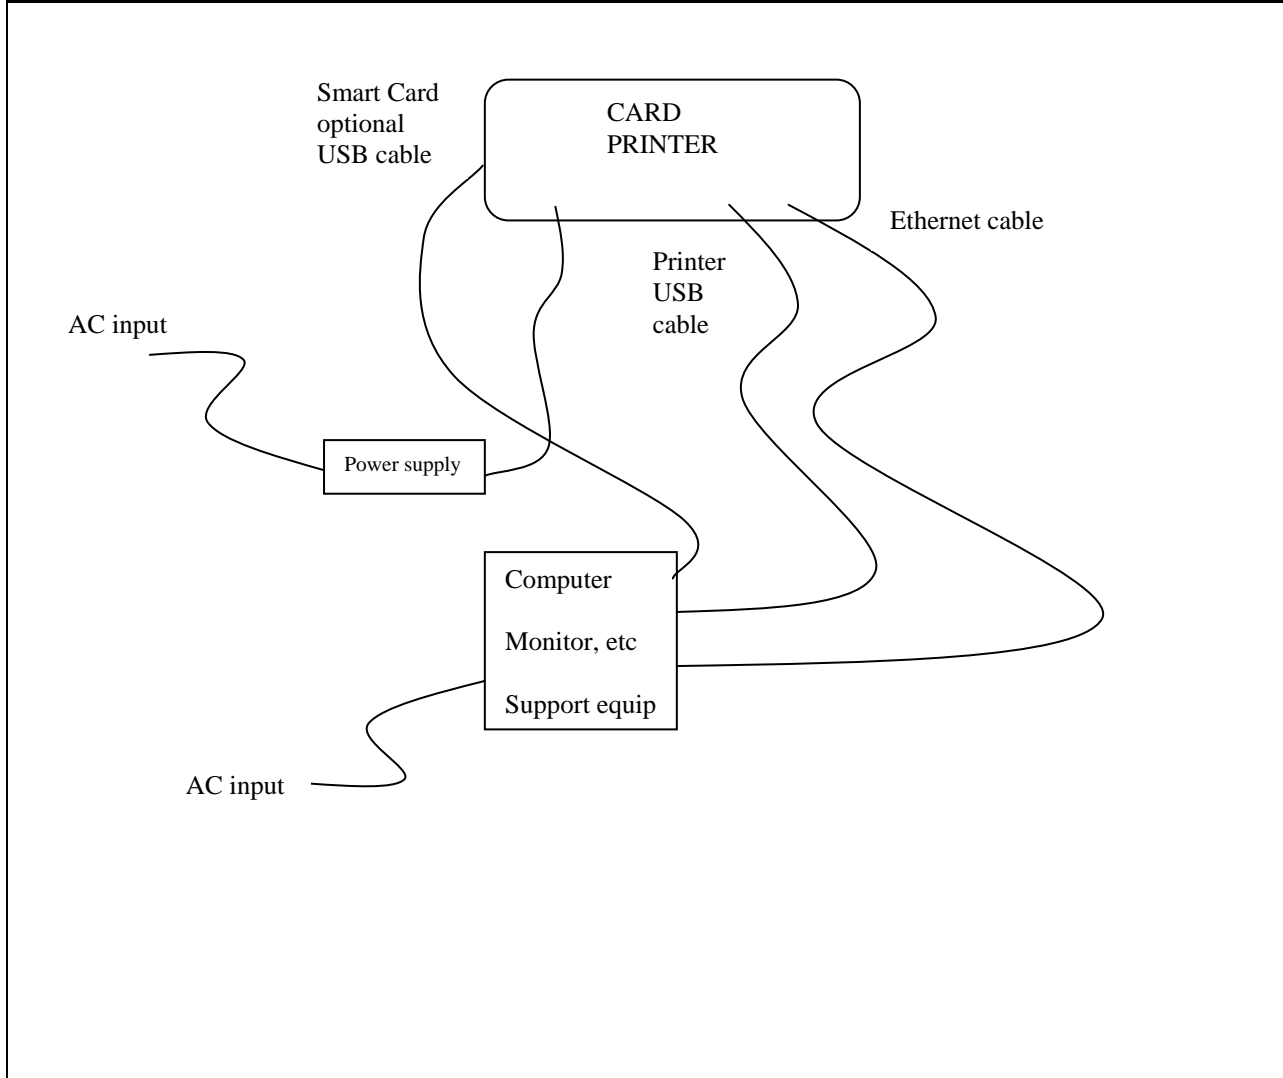 Smart Card
optional
USB cable
CARD
PRINTER
Ethernet cable
Printer
USB
cable
AC input
Power supply
Computer
Monitor, etc
Support equip
AC input